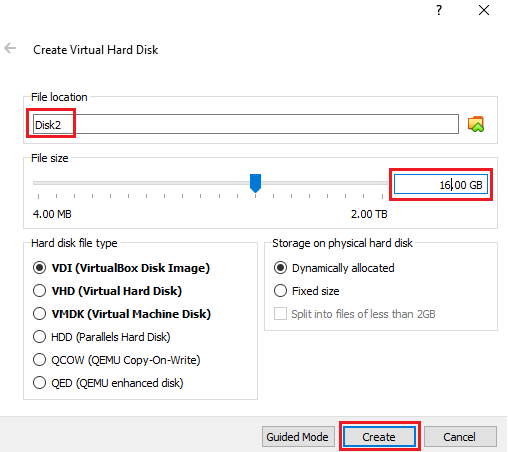 ?
Create Virtual Hard Disk
File location
Disk2
File size
16.00 GB
4.00 MB
2.00 TB
Hard disk file type
VDI (VirtualBox Disk Image)
VHD (Virtual Hard Disk)
VMDK (Virtual Machine Disk)
HDD (Parallels Hard Disk)
QCOW (QEMU Copy-On-Write)
QED (QEMU enhanced disk)
Storage on physical hard disk
Dynamically allocated
Fixed size
Split into files of less than 2GB
Guided Mode
Create
Cancel